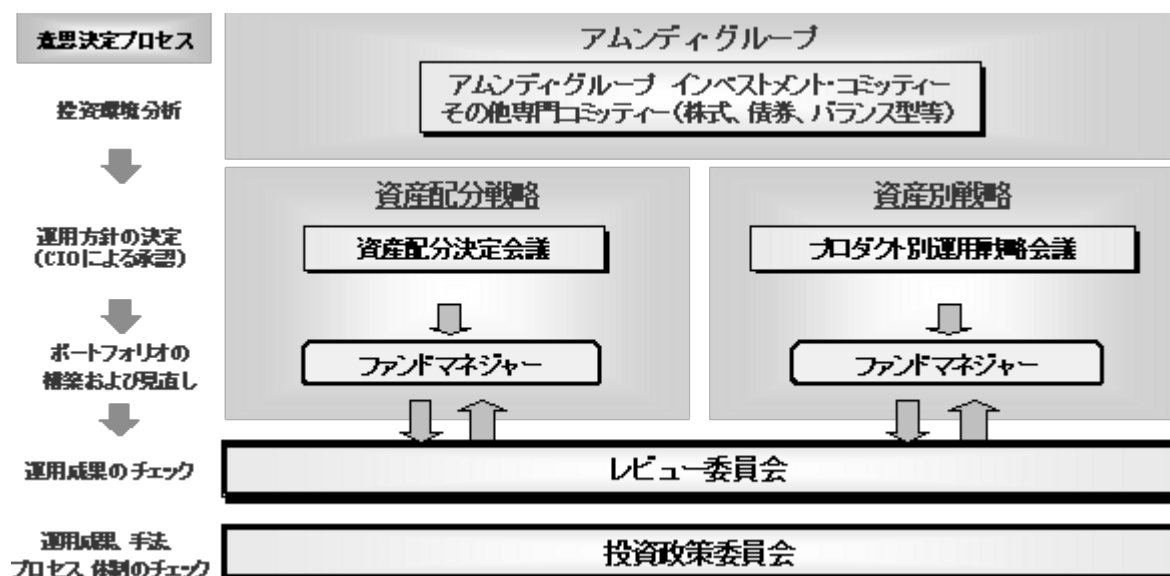 意思決定プロセス
アムンディ・グループ
アムンディ・グループ インベストメント・コミッティー
その他専門コミッティー(株式、債券、バランス型等)
投資環境分析
資産配分戦略
資産別戦略
運用方針の決定
(CIOによる承認)
資産配分決定会議
プロダクト別運用戦略会議
ポートフォリオの
構築および見直し
ファンドマネジャー
ファンドマネジャー
運用成果のチェック
レビュー委員会
運用成果、手法、
プロセス、体制のチェック
投資政策委員会